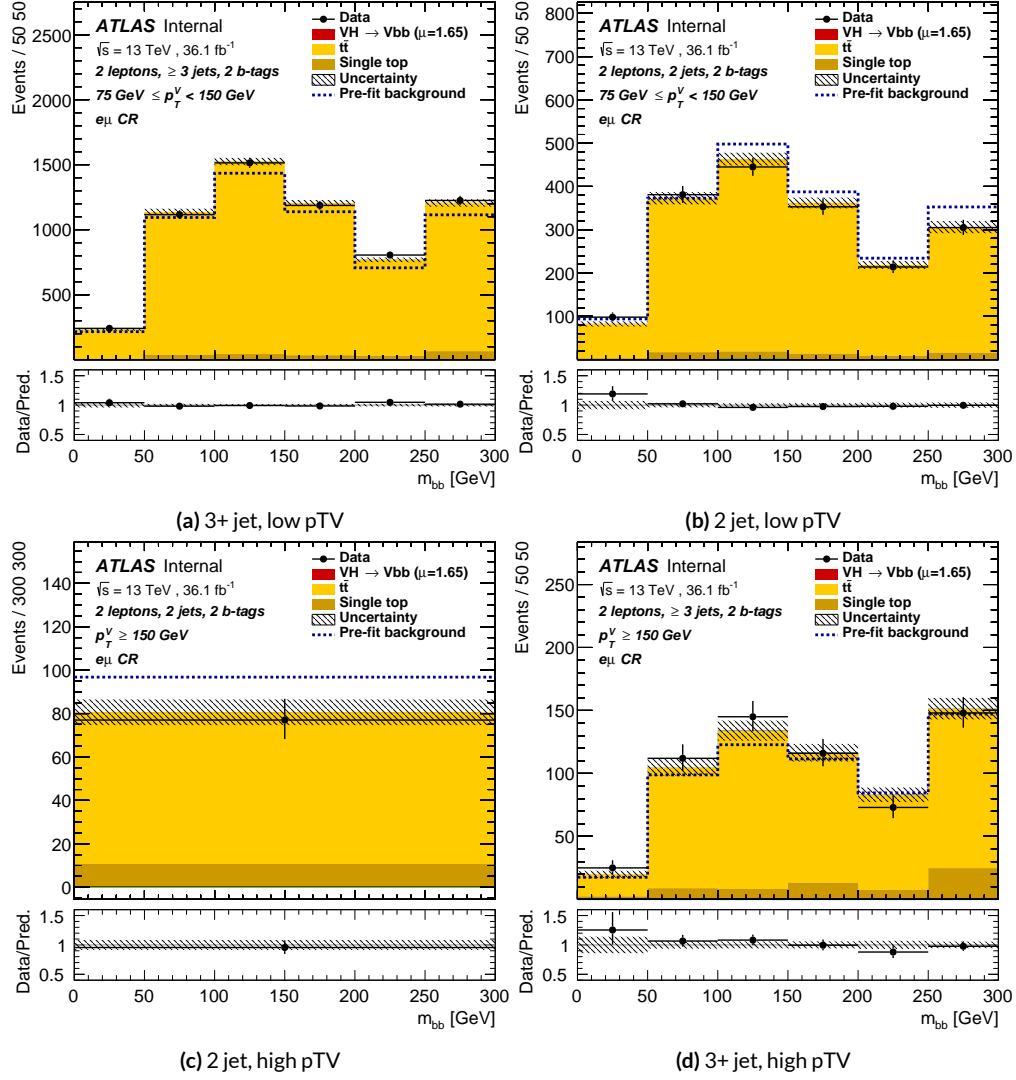 Events / 50 50
2500
2000
1500
1000
500
ATLAS Internal
√s = 13 TeV , 36.1 fb⁻¹
2 leptons, ≥ 3 jets, 2 b-tags
75 GeV ≤ p_T^V < 150 GeV
eμ CR
Data
VH → Vbb (μ=1.65)
tt̄
Single top
Uncertainty
Pre-fit background
Data/Pred.
1.5
1
0.5
0 50 100 150 200 250 300
m_bb [GeV]
(a) 3+ jet, low pTV
Events / 50 50
800
700
600
500
400
300
200
100
ATLAS Internal
√s = 13 TeV , 36.1 fb⁻¹
2 leptons, 2 jets, 2 b-tags
75 GeV ≤ p_T^V < 150 GeV
eμ CR
Data
VH → Vbb (μ=1.65)
tt̄
Single top
Uncertainty
Pre-fit background
Data/Pred.
1.5
1
0.5
0 50 100 150 200 250 300
m_bb [GeV]
(b) 2 jet, low pTV
Events / 300 300
140
120
100
80
60
40
20
0
ATLAS Internal
√s = 13 TeV , 36.1 fb⁻¹
2 leptons, 2 jets, 2 b-tags
p_T^V ≥ 150 GeV
eμ CR
Data
VH → Vbb (μ=1.65)
tt̄
Single top
Uncertainty
Pre-fit background
Data/Pred.
1.5
1
0.5
0 50 100 150 200 250 300
m_bb [GeV]
(c) 2 jet, high pTV
Events / 50 50
250
200
150
100
50
ATLAS Internal
√s = 13 TeV , 36.1 fb⁻¹
2 leptons, ≥ 3 jets, 2 b-tags
p_T^V ≥ 150 GeV
eμ CR
Data
VH → Vbb (μ=1.65)
tt̄
Single top
Uncertainty
Pre-fit background
Data/Pred.
1.5
1
0.5
0 50 100 150 200 250 300
m_bb [GeV]
(d) 3+ jet, high pTV